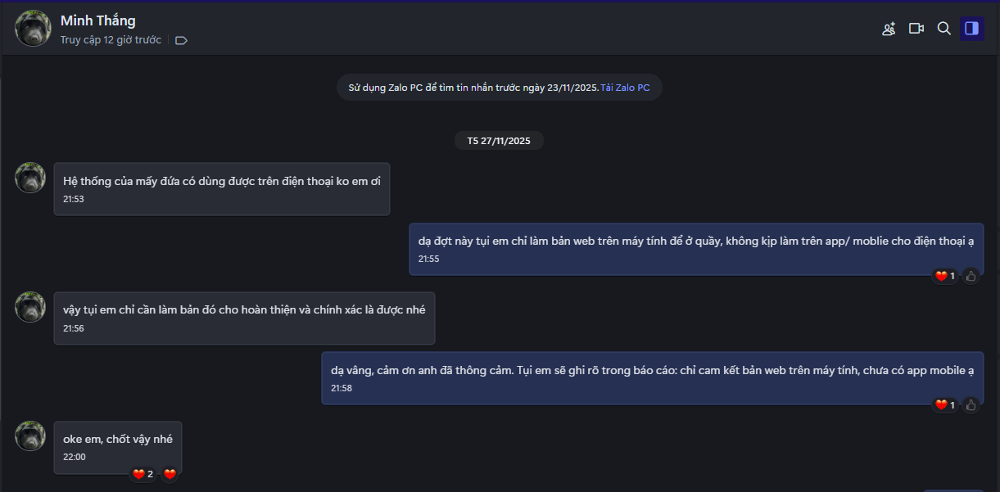 Minh Thắng
Truy cập 12 giờ trước
Sử dụng Zalo PC để tìm tin nhắn trước ngày 23/11/2025. Tải Zalo PC
T5 27/11/2025
Hệ thống của mấy đứa có dùng được trên điện thoại ko em ơi
21:53
dạ đợt này tụi em chỉ làm bản web trên máy tính để ở quầy, không kịp làm trên app/ moblie cho điện thoại ạ
21:55
1
vậy tụi em chỉ cần làm bản đó cho hoàn thiện và chính xác là được nhé
21:56
dạ vâng, cảm ơn anh đã thông cảm. Tụi em sẽ ghi rõ trong báo cáo: chỉ cam kết bản web trên máy tính, chưa có app mobile ạ
21:58
1
oke em, chốt vậy nhé
22:00
2